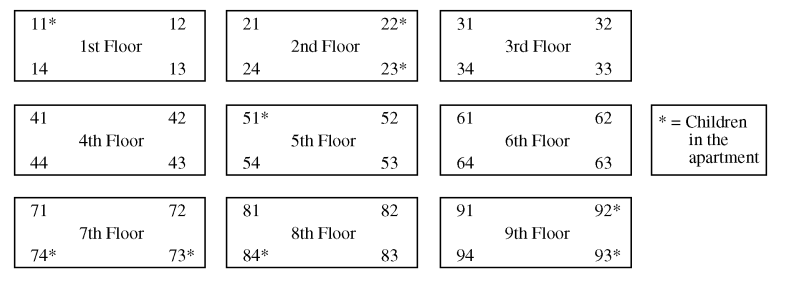 11* 12
1st Floor
14 13
21 22*
2nd Floor
24 23*
31 32
3rd Floor
34 33
41 42
4th Floor
44 43
51* 52
5th Floor
54 53
61 62
6th Floor
64 63
* = Children
in the
apartment
71 72
7th Floor
74* 73*
81 82
8th Floor
84* 83
91 92*
9th Floor
94 93*